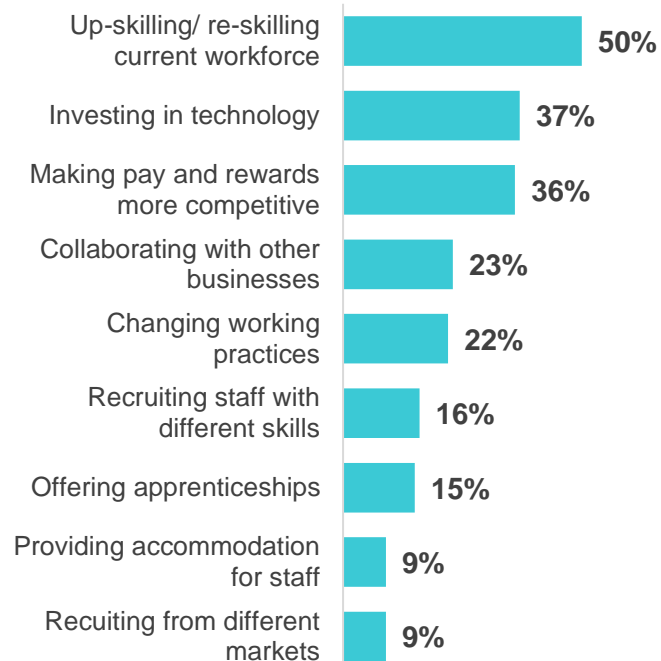 Up-skilling/ re-skilling
current workforce
50%
Investing in technology
37%
Making pay and rewards
more competitive
36%
Collaborating with other
businesses
23%
Changing working
practices
22%
Recruiting staff with
different skills
16%
Offering apprenticeships
15%
Providing accommodation
for staff
9%
Recuiting from different
markets
9%